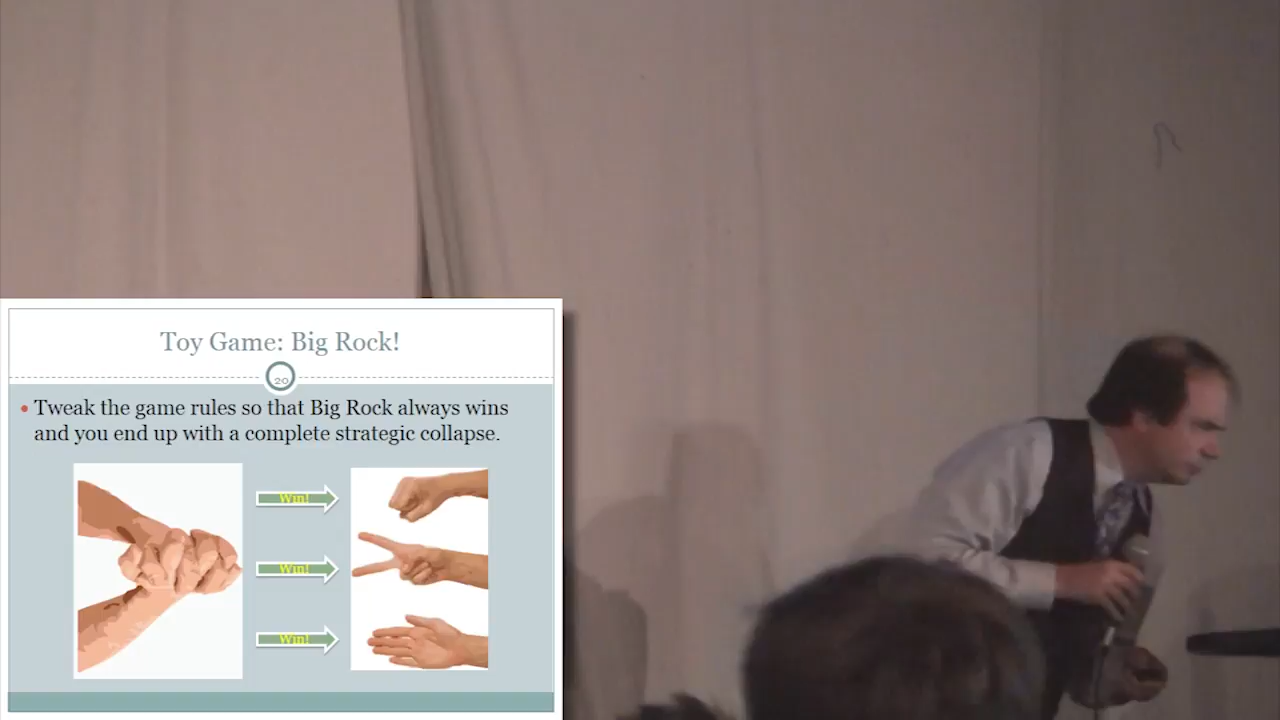 Toy Game: Big Rock!
20
• Tweak the game rules so that Big Rock always wins
and you end up with a complete strategic collapse.
Win!
Win!
Win!